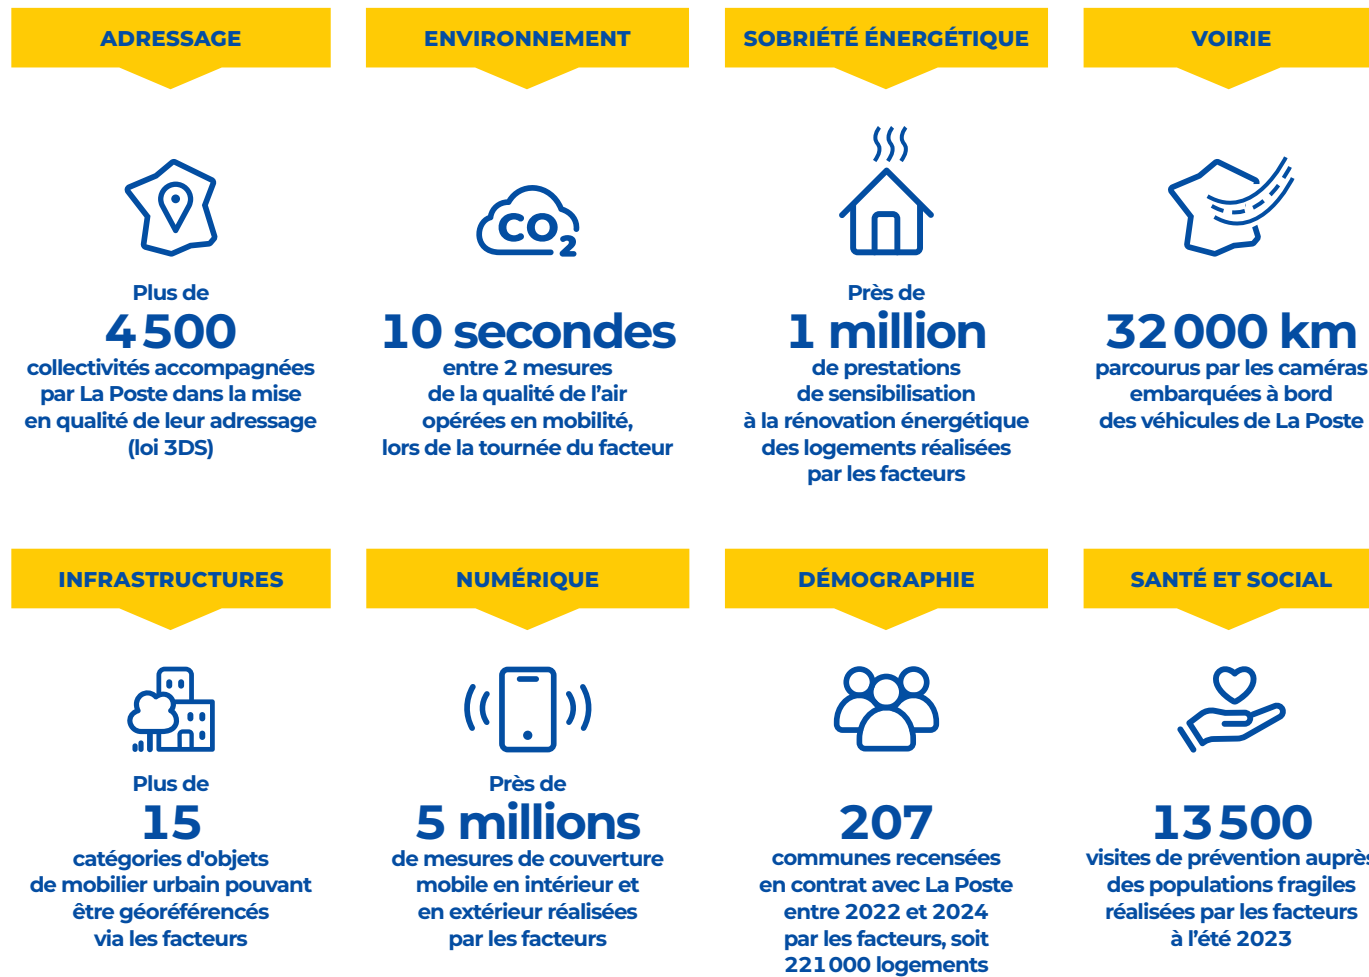 ADRESSAGE
Plus de
4 500
collectivités accompagnées
par La Poste dans la mise
en qualité de leur adressage
(loi 3DS)
ENVIRONNEMENT
CO2
10 secondes
entre 2 mesures
de la qualité de l’air
opérées en mobilité,
lors de la tournée du facteur
SOBRIÉTÉ ÉNERGÉTIQUE
Près de
1 million
de prestations
de sensibilisation
à la rénovation énergétique
des logements réalisées
par les facteurs
VOIRIE
32 000 km
parcourus par les caméras
embarquées à bord
des véhicules de La Poste
INFRASTRUCTURES
Plus de
15
catégories d'objets
de mobilier urbain pouvant
être géoréférencés
via les facteurs
NUMÉRIQUE
Près de
5 millions
de mesures de couverture
mobile en intérieur et
en extérieur réalisées
par les facteurs
DÉMOGRAPHIE
207
communes recensées
en contrat avec La Poste
entre 2022 et 2024
par les facteurs, soit
221 000 logements
SANTÉ ET SOCIAL
13 500
visites de prévention auprès
des populations fragiles
réalisées par les facteurs
à l’été 2023